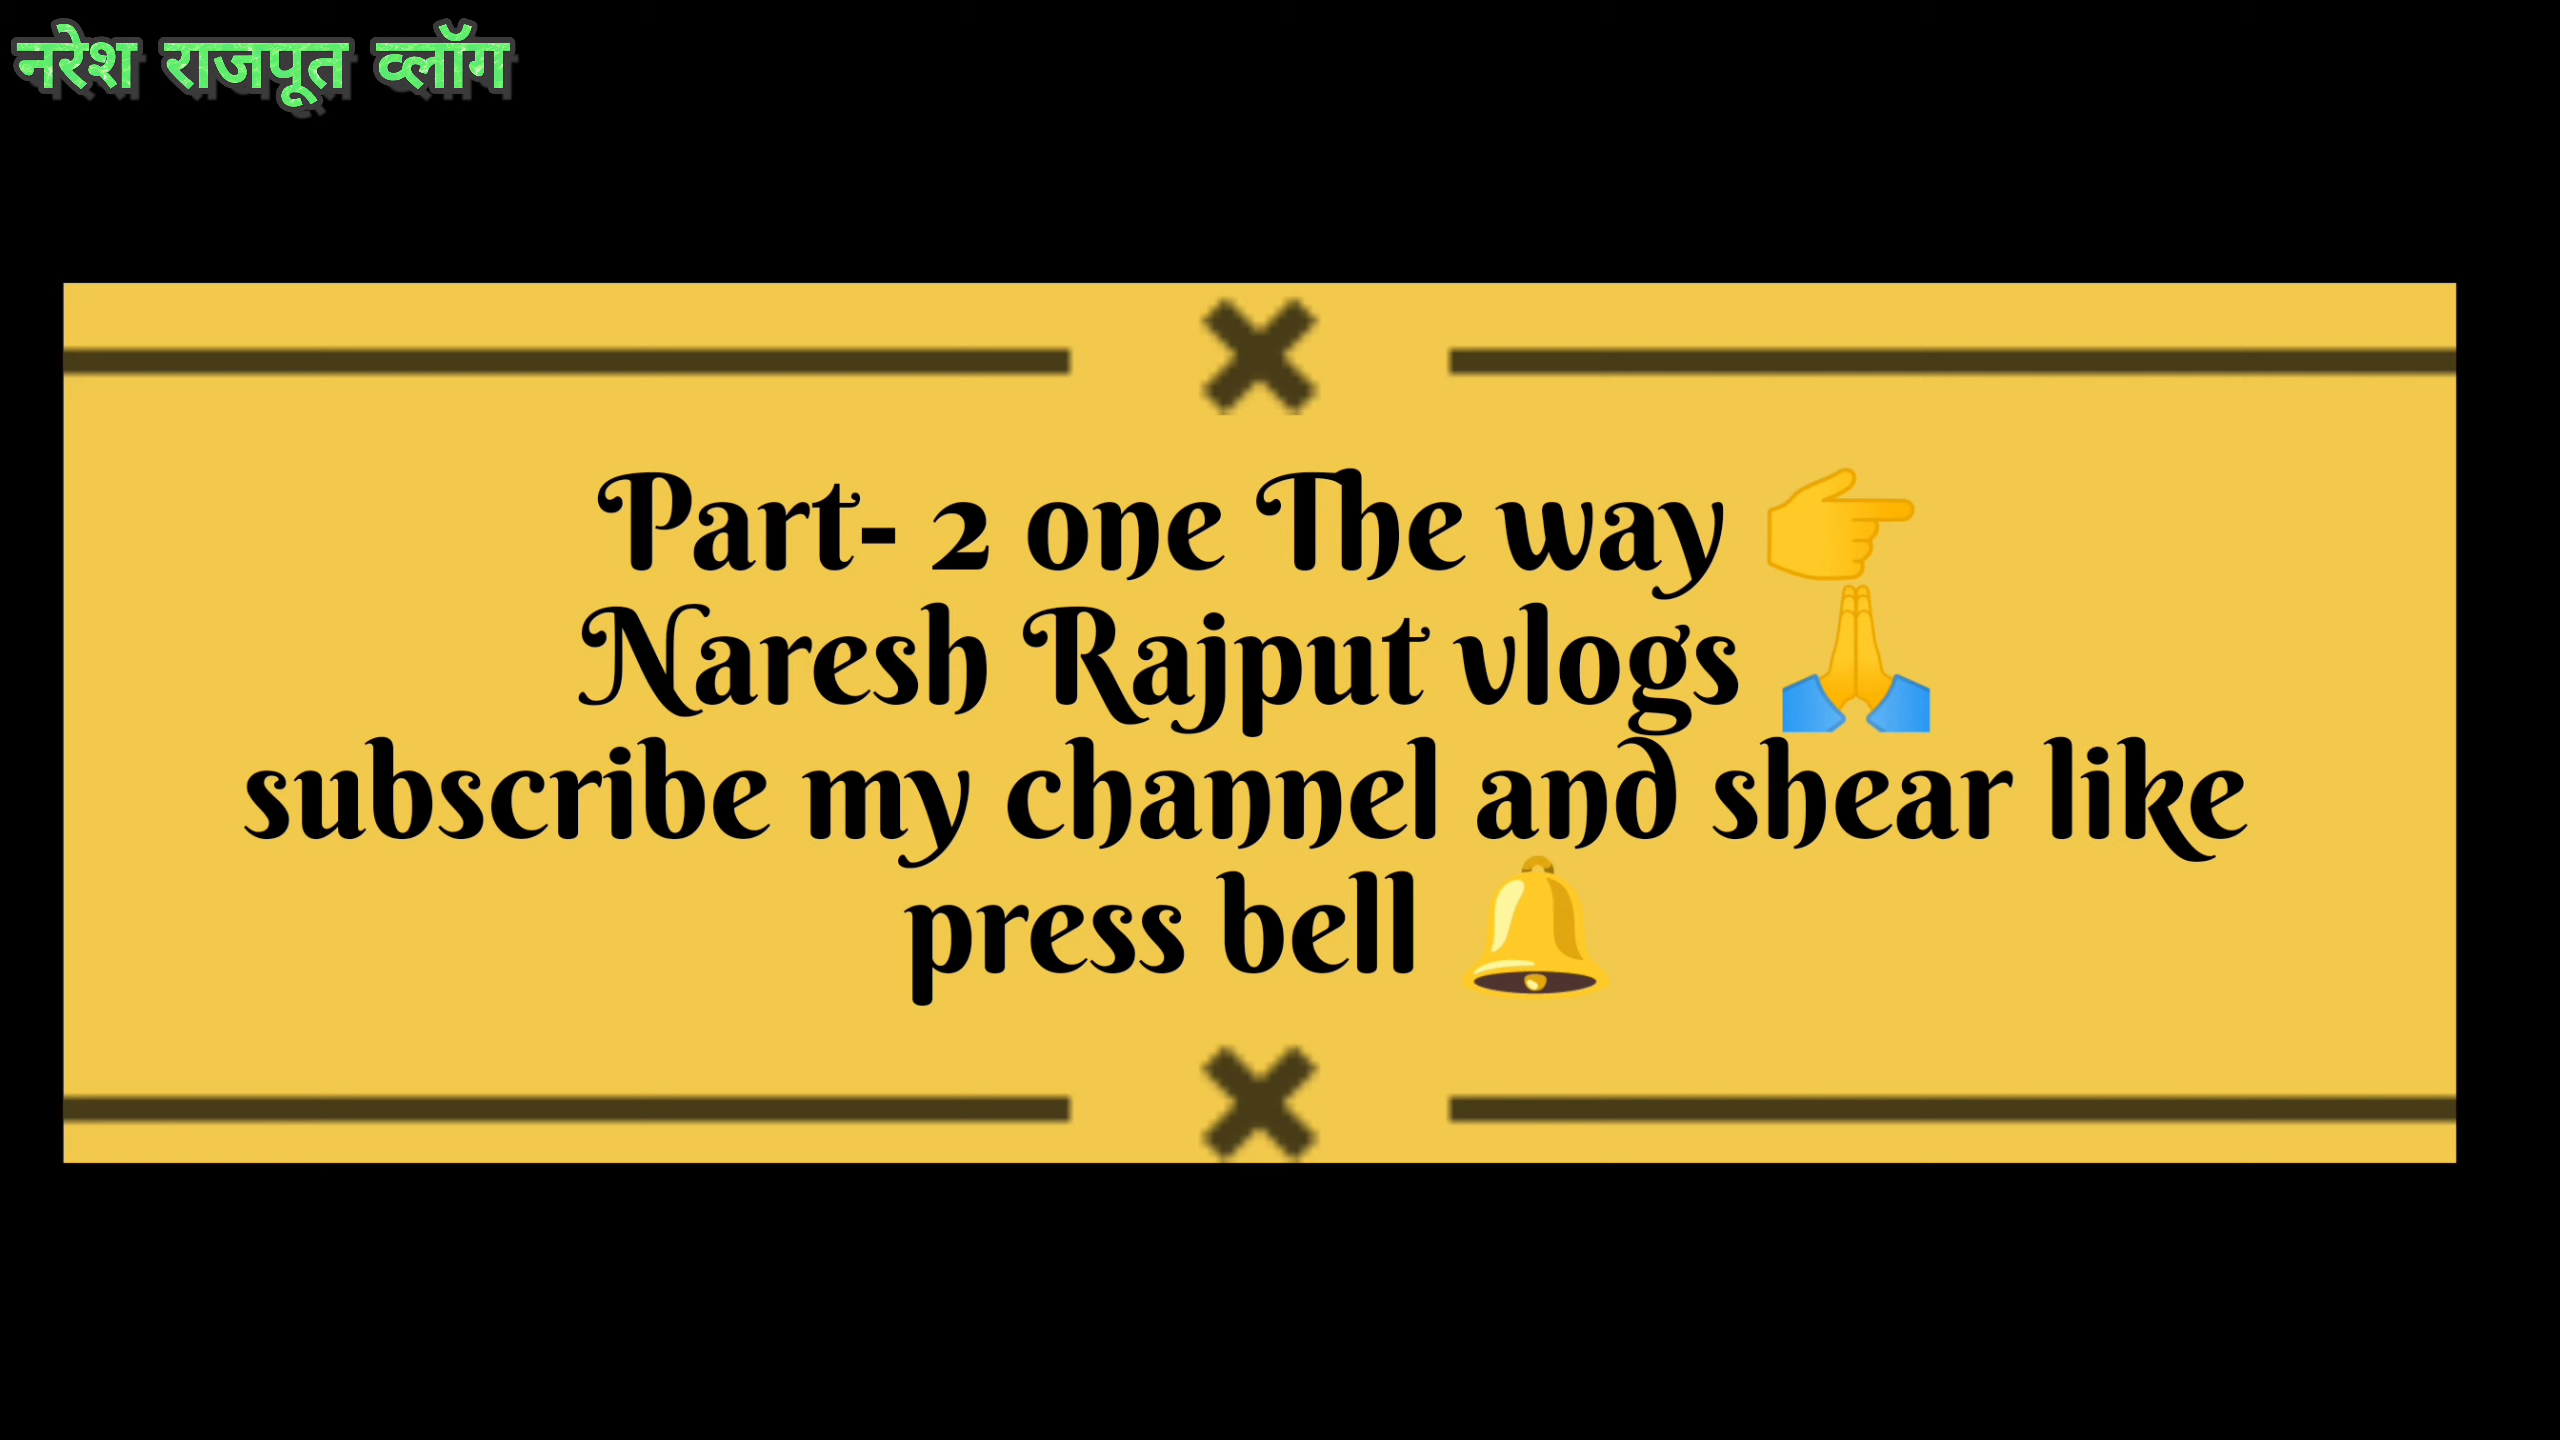 नरेश राजपूत व्लॉग
Part- 2 one The way 👉
Naresh Rajput vlogs 🙏
subscribe my channel and shear like
press bell 🔔